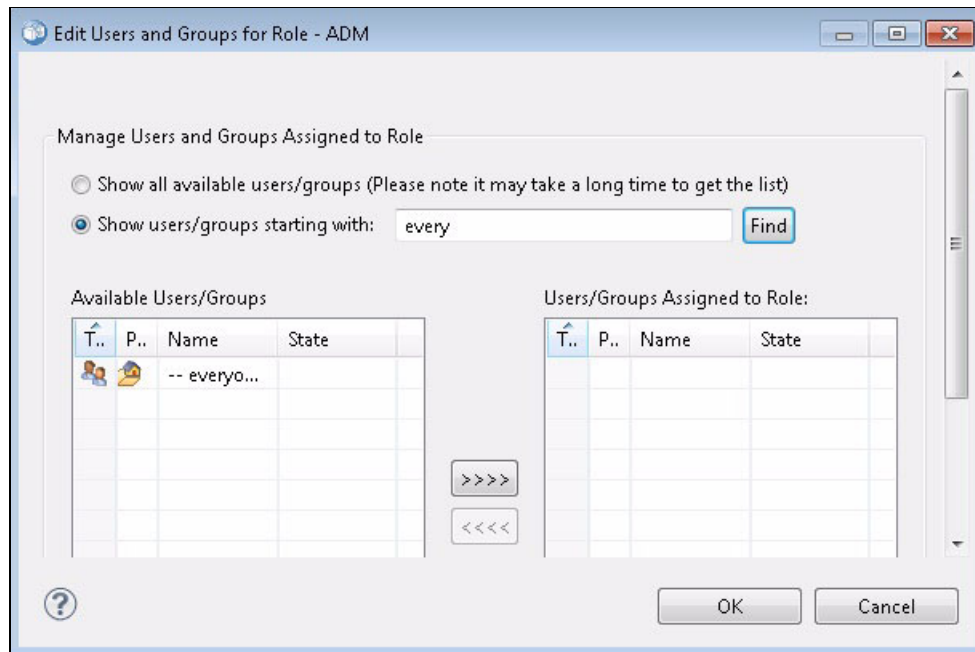 Edit Users and Groups for Role - ADM
Manage Users and Groups Assigned to Role
Show all available users/groups (Please note it may take a long time to get the list)
Show users/groups starting with: every Find
Available Users/Groups Users/Groups Assigned to Role:
T.. P.. Name State T.. P.. Name State
-- everyo...
>>>>
<<<<
? OK Cancel